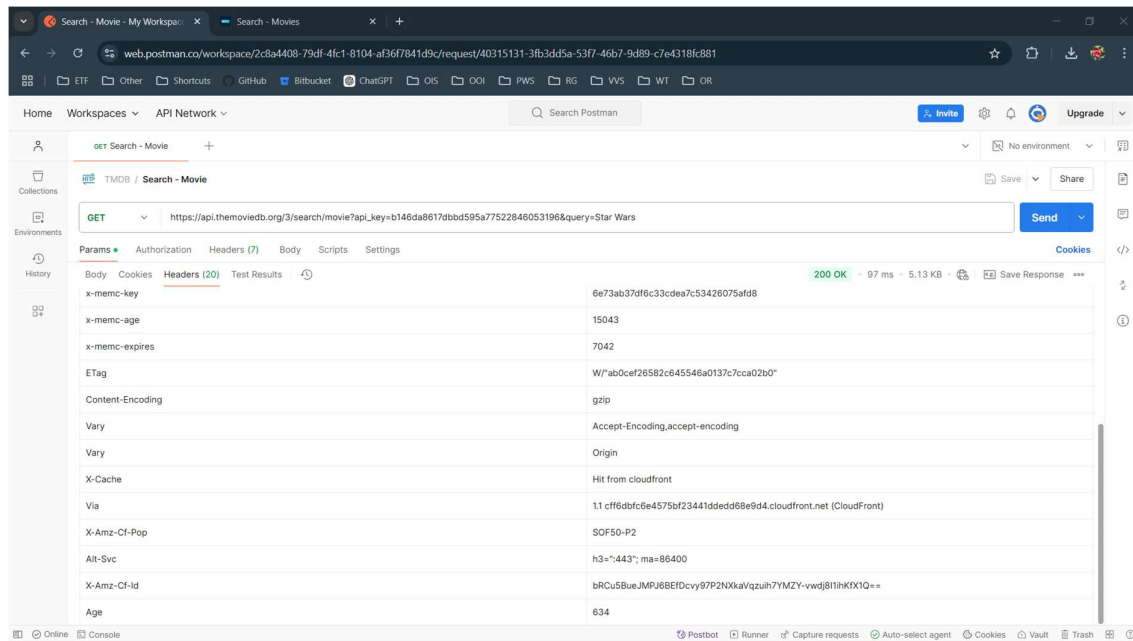 Search - Movie - My Workspac
Search - Movies
web.postman.co/workspace/2c8a4408-79df-4fc1-8104-af36f7841d9c/request/40315131-3fb3dd5a-53f7-46b7-9d89-c7e4318fc881
ETF Other Shortcuts GitHub Bitbucket ChatGPT OIS OOI PWS RG VVS WT OR
Home Workspaces API Network Search Postman Invite Upgrade
GET Search - Movie No environment
Collections
HTTP TMDB / Search - Movie Save Share
Environments
GET https://api.themoviedb.org/3/search/movie?api_key=b146da8617dbbd595a77522846053196&query=Star Wars Send
Params Authorization Headers (7) Body Scripts Settings Cookies
History
Body Cookies Headers (20) Test Results 200 OK 97 ms 5.13 KB Save Response
x-memc-key 6e73ab37df6c33cdea7c53426075afd8
x-memc-age 15043
x-memc-expires 7042
ETag W/"ab0cef26582c645546a0137c7cca02b0"
Content-Encoding gzip
Vary Accept-Encoding,accept-encoding
Vary Origin
X-Cache Hit from cloudfront
Via 1.1 cff6dbfc6e4575bf23441ddedd68e9d4.cloudfront.net (CloudFront)
X-Amz-Cf-Pop SOF50-P2
Alt-Svc h3=":443"; ma=86400
X-Amz-Cf-Id bRCu5BueJMPJ6BEfDcvy97P2NXkaVqzuih7YMZY-vwdj8I1ihKfX1Q==
Age 634
Online Console Postbot Runner Capture requests Auto-select agent Cookies Vault Trash